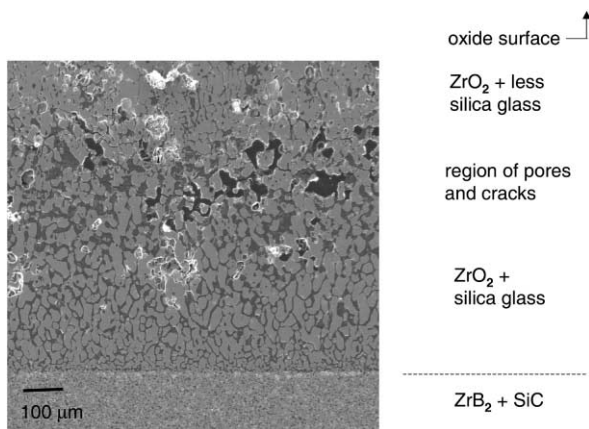 oxide surface
ZrO₂ + less
silica glass
region of pores
and cracks
ZrO₂ +
silica glass
100 μm
ZrB₂ + SiC